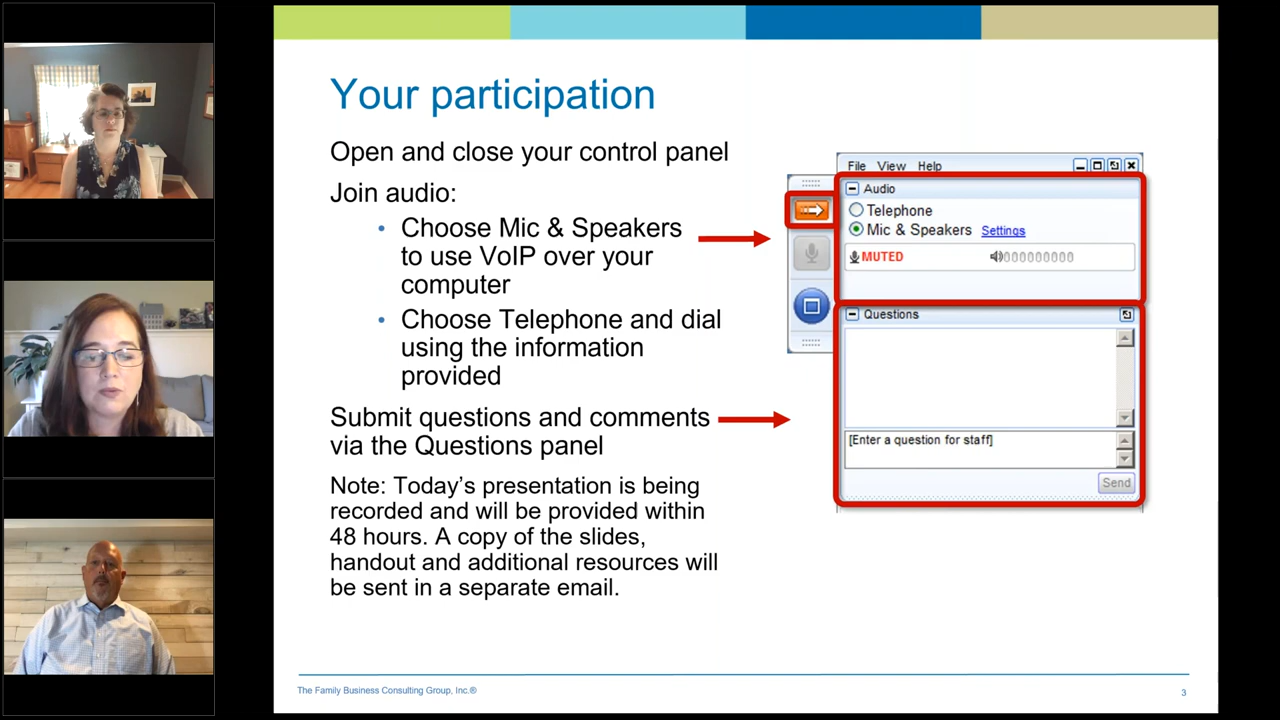 Your participation
Open and close your control panel
Join audio:
• Choose Mic & Speakers
to use VoIP over your
computer
• Choose Telephone and dial
using the information
provided
Submit questions and comments
via the Questions panel
Note: Today's presentation is being
recorded and will be provided within
48 hours. A copy of the slides,
handout and additional resources will
be sent in a separate email.
File View Help
Audio
Telephone
Mic & Speakers Settings
MUTED
Questions
[Enter a question for staff]
Send
The Family Business Consulting Group, Inc.®
3